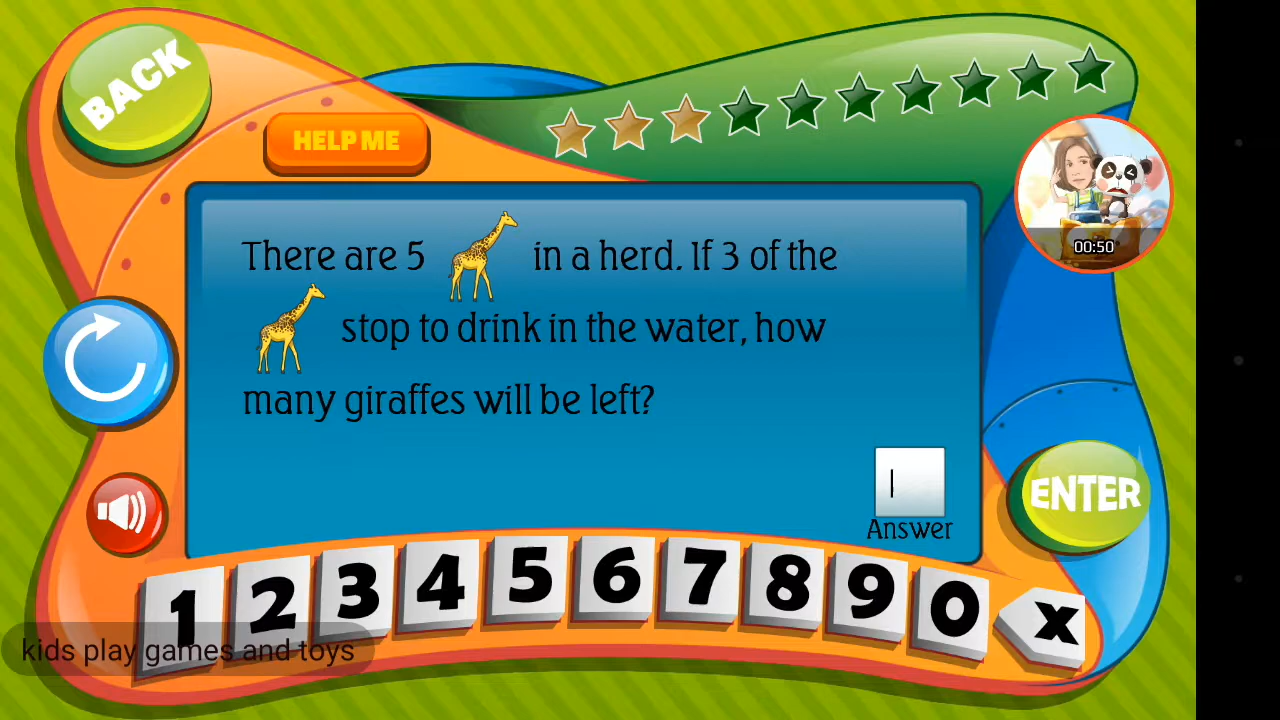 BACK
HELP ME
00:50
There are 5 in a herd. If 3 of the
stop to drink in the water, how
many giraffes will be left?
Answer
ENTER
1 2 3 4 5 6 7 8 9 0 x
kids play games and toys